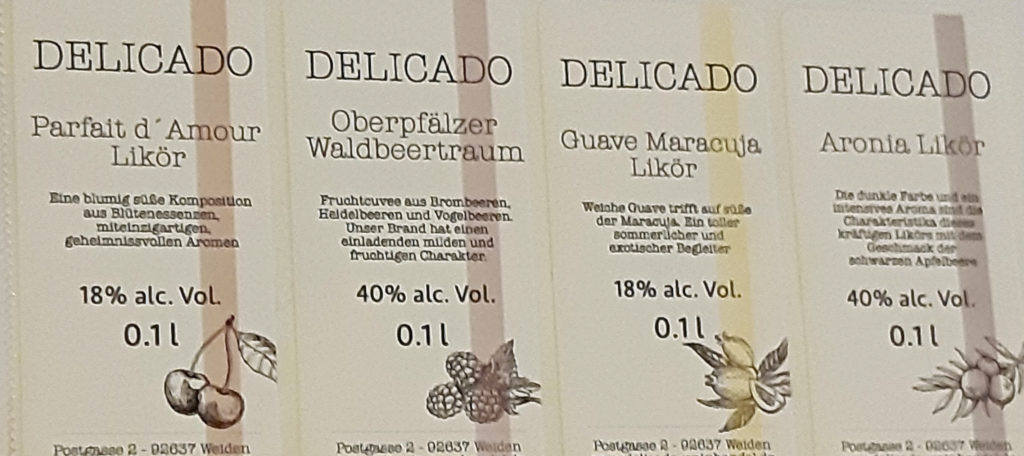 DELICADO
Parfait d´Amour
Likör
Eine blumig süße Komposition
aus Blütenessenzen,
miteinzigartigen,
geheimnissvollen Aromen
18% alc. Vol.
0.1 l
Postgasse 2 - 92637 Weiden
DELICADO
Oberpfälzer
Waldbeertraum
Fruchtcuvee aus Brombeeren,
Heidelbeeren und Vogelbeeren.
Unser Brand hat einen
einladenden milden und
fruchtigen Charakter.
40% alc. Vol.
0.1 l
Postgasse 2 - 92637 Weiden
DELICADO
Guave Maracuja
Likör
Weiche Guave trifft auf süße
der Maracuja. Ein toller
sommerlicher und
exotischer Begleiter
18% alc. Vol.
0.1 l
Postgasse 2 - 92637 Weiden
DELICADO
Aronia Likör
Die dunkle Farbe und ein
intensives Aroma sind die
Charakteristika dieses
kräftigen Likörs mit dem
Geschmack der
schwarzen Apfelbeere
40% alc. Vol.
0.1 l
Postgasse 2 - 92637 Weiden